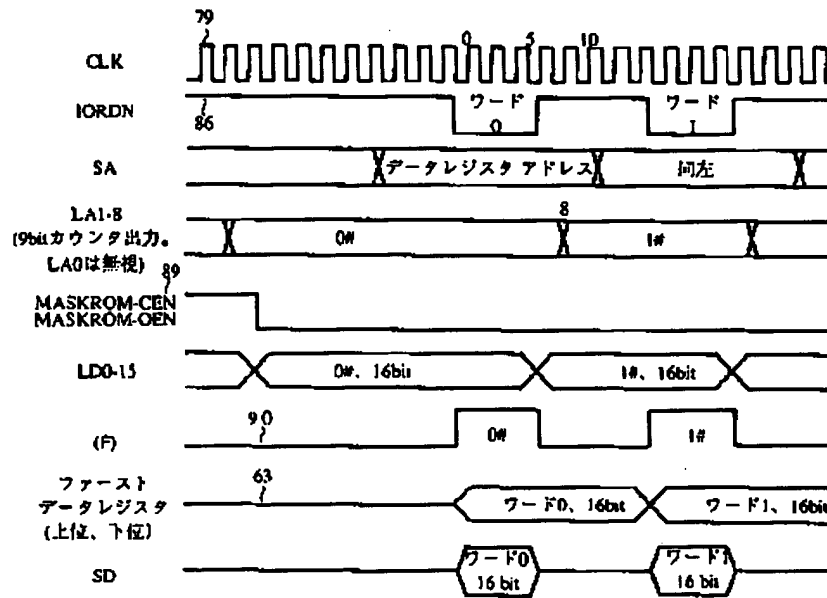 79
0 5 10
CLK
IORDN
86
ワード
0
ワード
1
SA
データレジスタ アドレス
同左
LA1-8
(9bitカウンタ出力。
LA0は無視)
0#
8
1#
89
MASKROM-CEN
MASKROM-OEN
LD0-15
0#、16bit
1#、16bit
(F)
90
0#
1#
ファースト
データレジスタ
(上位、下位)
63
ワード0、16bit
ワード1、16bit
SD
ワード0
16 bit
ワード1
16 bit